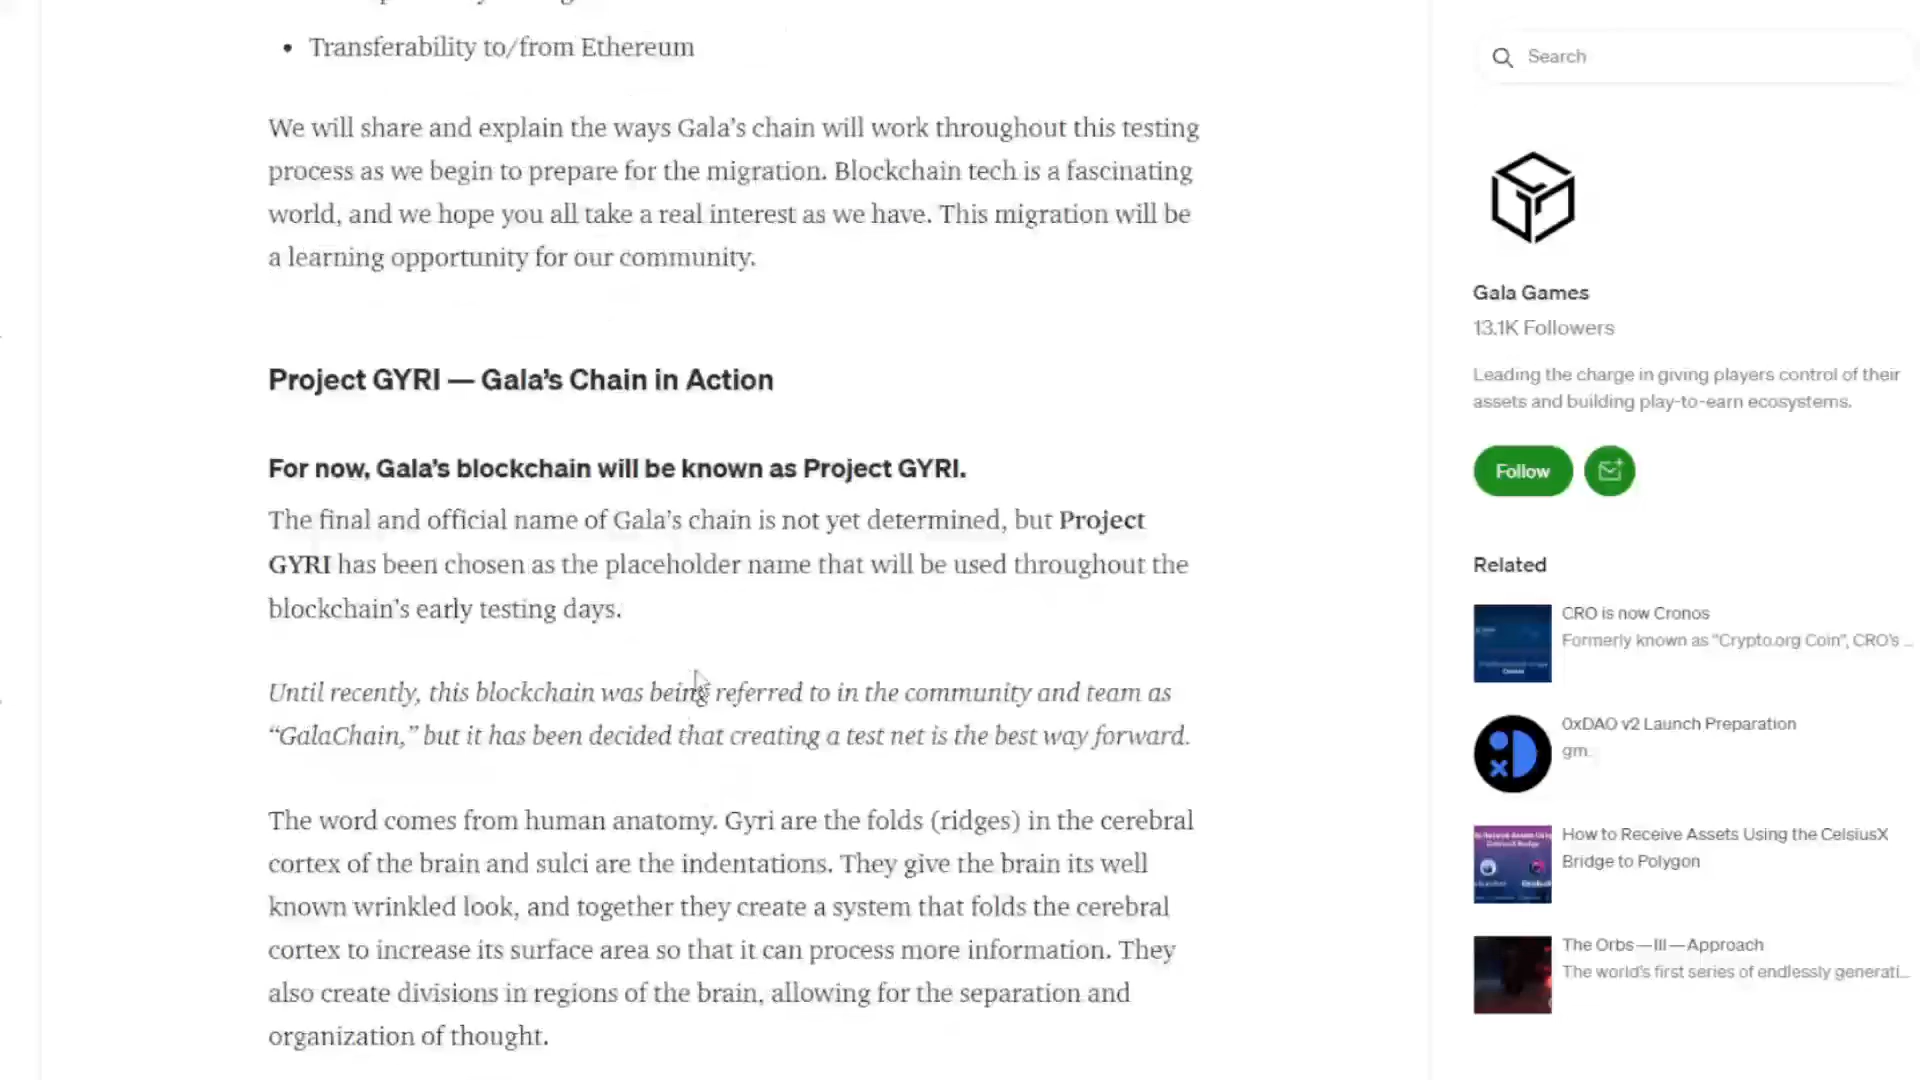 • Transferability to/from Ethereum
We will share and explain the ways Gala's chain will work throughout this testing
process as we begin to prepare for the migration. Blockchain tech is a fascinating
world, and we hope you all take a real interest as we have. This migration will be
a learning opportunity for our community.
Project GYRI — Gala's Chain in Action
For now, Gala's blockchain will be known as Project GYRI.
The final and official name of Gala's chain is not yet determined, but Project
GYRI has been chosen as the placeholder name that will be used throughout the
blockchain's early testing days.
Until recently, this blockchain was being referred to in the community and team as
“GalaChain,” but it has been decided that creating a test net is the best way forward.
The word comes from human anatomy. Gyri are the folds (ridges) in the cerebral
cortex of the brain and sulci are the indentations. They give the brain its well
known wrinkled look, and together they create a system that folds the cerebral
cortex to increase its surface area so that it can process more information. They
also create divisions in regions of the brain, allowing for the separation and
organization of thought.
Search
Gala Games
13.1K Followers
Leading the charge in giving players control of their
assets and building play-to-earn ecosystems.
Follow
Related
CRO is now Cronos
Formerly known as "Crypto.org Coin", CRO's ...
0xDAO v2 Launch Preparation
gm.
How to Receive Assets Using the CelsiusX
Bridge to Polygon
The Orbs — III — Approach
The world's first series of endlessly generati...